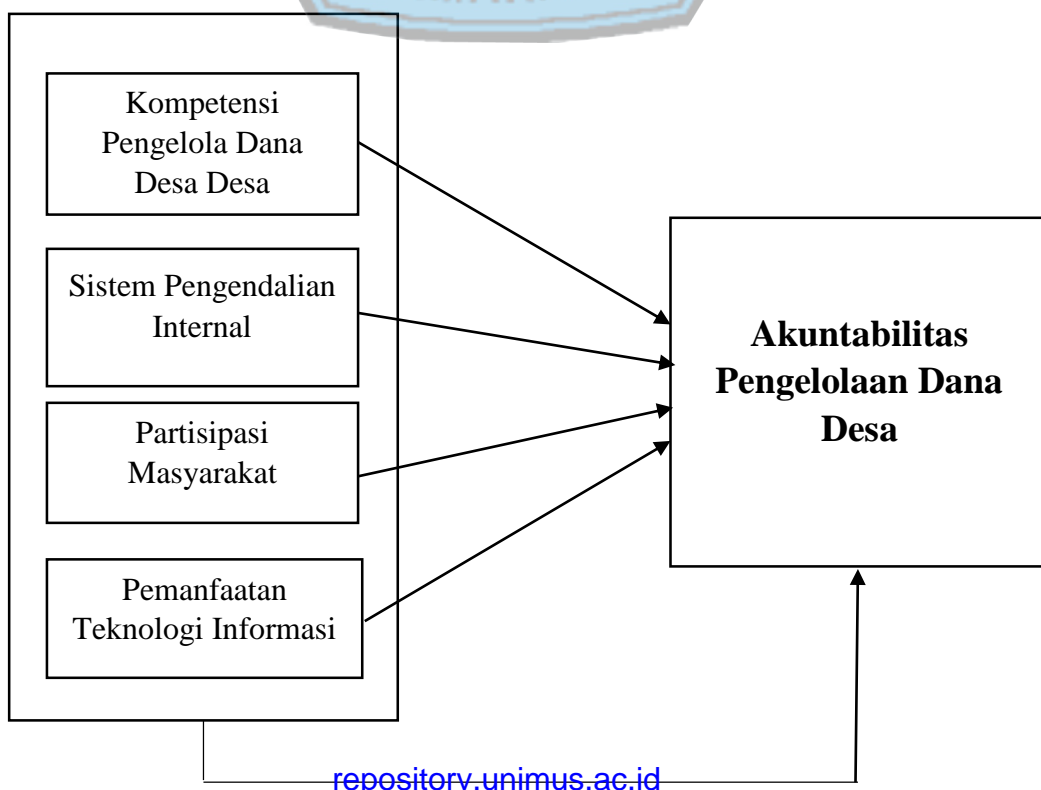 Kompetensi
Pengelola Dana
Desa Desa
Sistem Pengendalian
Internal
Partisipasi
Masyarakat
Pemanfaatan
Teknologi Informasi
Akuntabilitas
Pengelolaan Dana
Desa
repository.unimus.ac.id